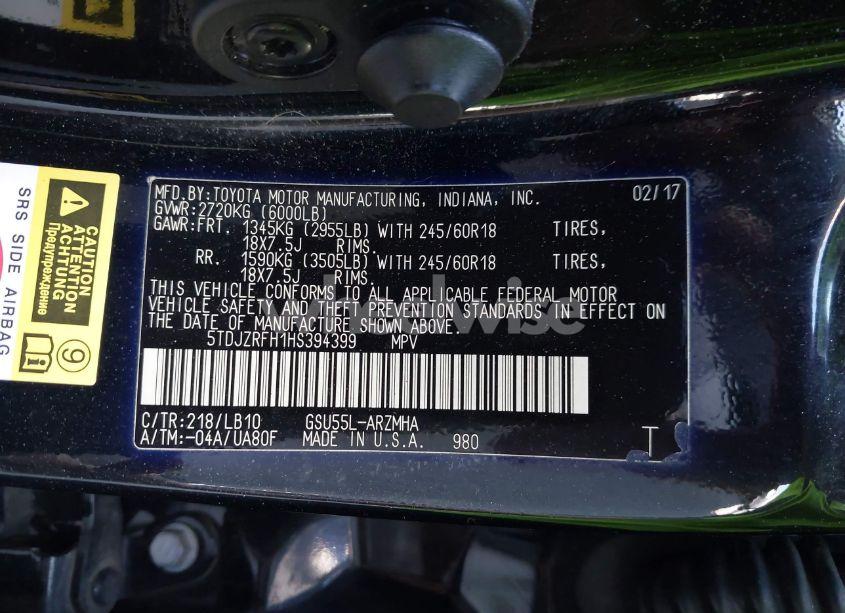 MFD.BY:TOYOTA MOTOR MANUFACTURING, INDIANA, INC. 02/17
GVWR:2720KG (6000LB)
GAWR:FRT. 1345KG (2955LB) WITH 245/60R18 TIRES,
18X7.5J RIMS.
RR. 1590KG (3505LB) WITH 245/60R18 TIRES,
18X7.5J RIMS.
THIS VEHICLE CONFORMS TO ALL APPLICABLE FEDERAL MOTOR
VEHICLE SAFETY AND THEFT PREVENTION STANDARDS IN EFFECT ON
THE DATE OF MANUFACTURE SHOWN ABOVE.
5TDJZRFH1HS394399 MPV
C/TR:218/LB10 GSU55L-ARZMHA
A/TM:-04A/UA80F MADE IN U.S.A. 980 T
CAUTION
ATTENTION
ACHTUNG
Предупреждение
9
SRS SIDE AIRBAG